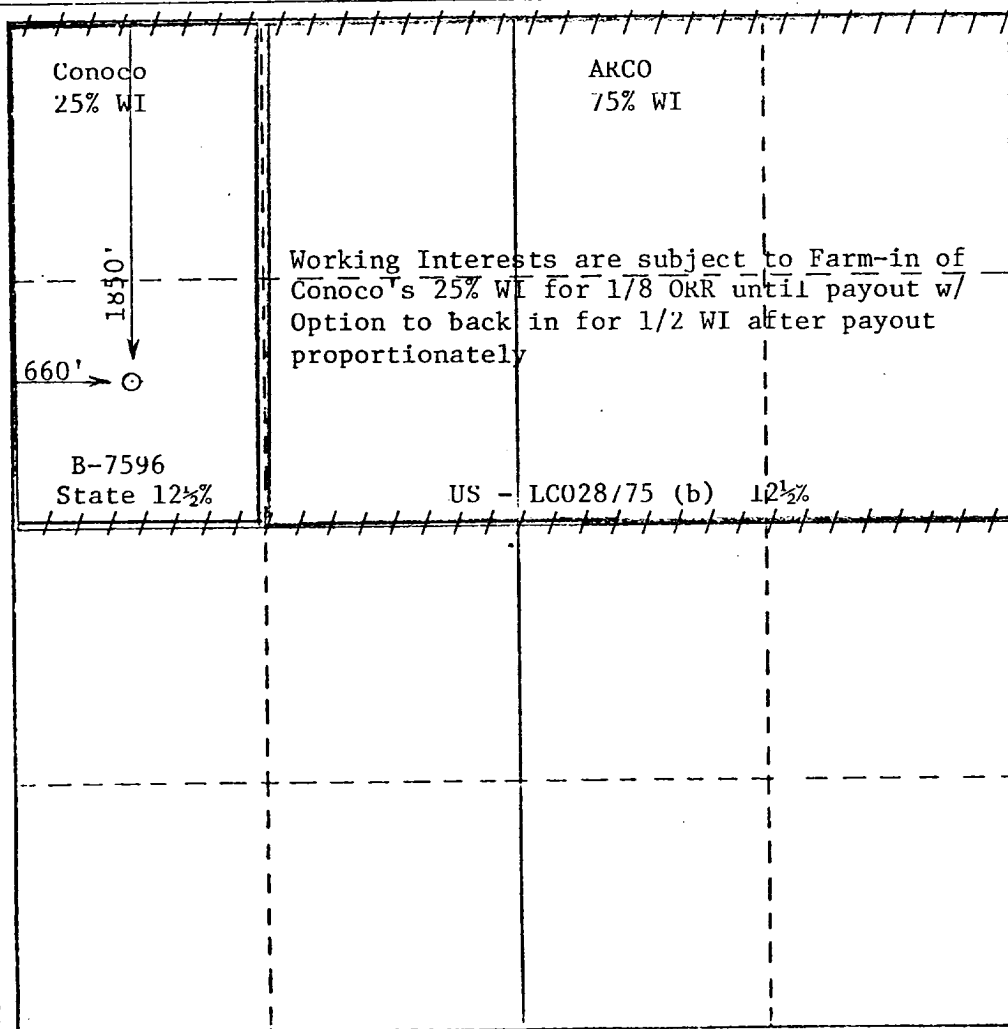 Conoco
25% WI
ARCO
75% WI
1850'
Working Interests are subject to Farm-in of
Conoco's 25% WI for 1/8 ORR until payout w/
Option to back in for 1/2 WI after payout
proportionately
660'
B-7596
State 12½%
US - LC028/75 (b) 12½%